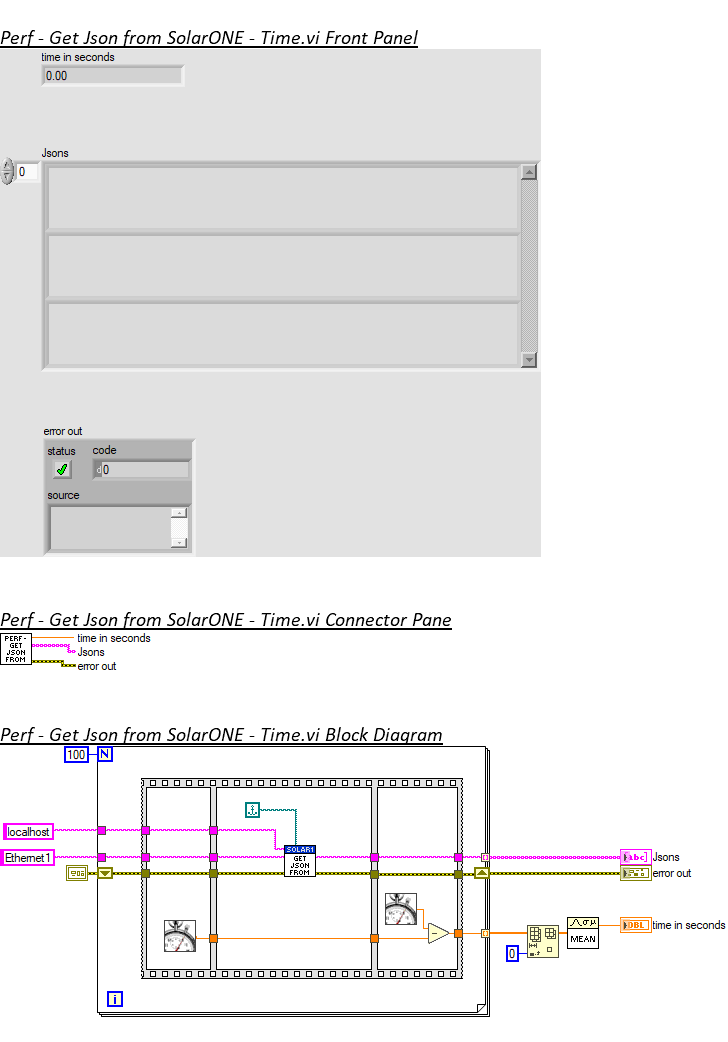 Perf - Get Json from SolarONE - Time.vi Front Panel
time in seconds
0.00
Jsons
0
error out
status
code
d0
source
Perf - Get Json from SolarONE - Time.vi Connector Pane
PERF-
GET
JSON
FROM
time in seconds
Jsons
error out
Perf - Get Json from SolarONE - Time.vi Block Diagram
100
N
localhost
SOLAR1
GET
JSON
FROM
Ethernet1
abc
Jsons
error out
DBL
time in seconds
MEAN
0
i